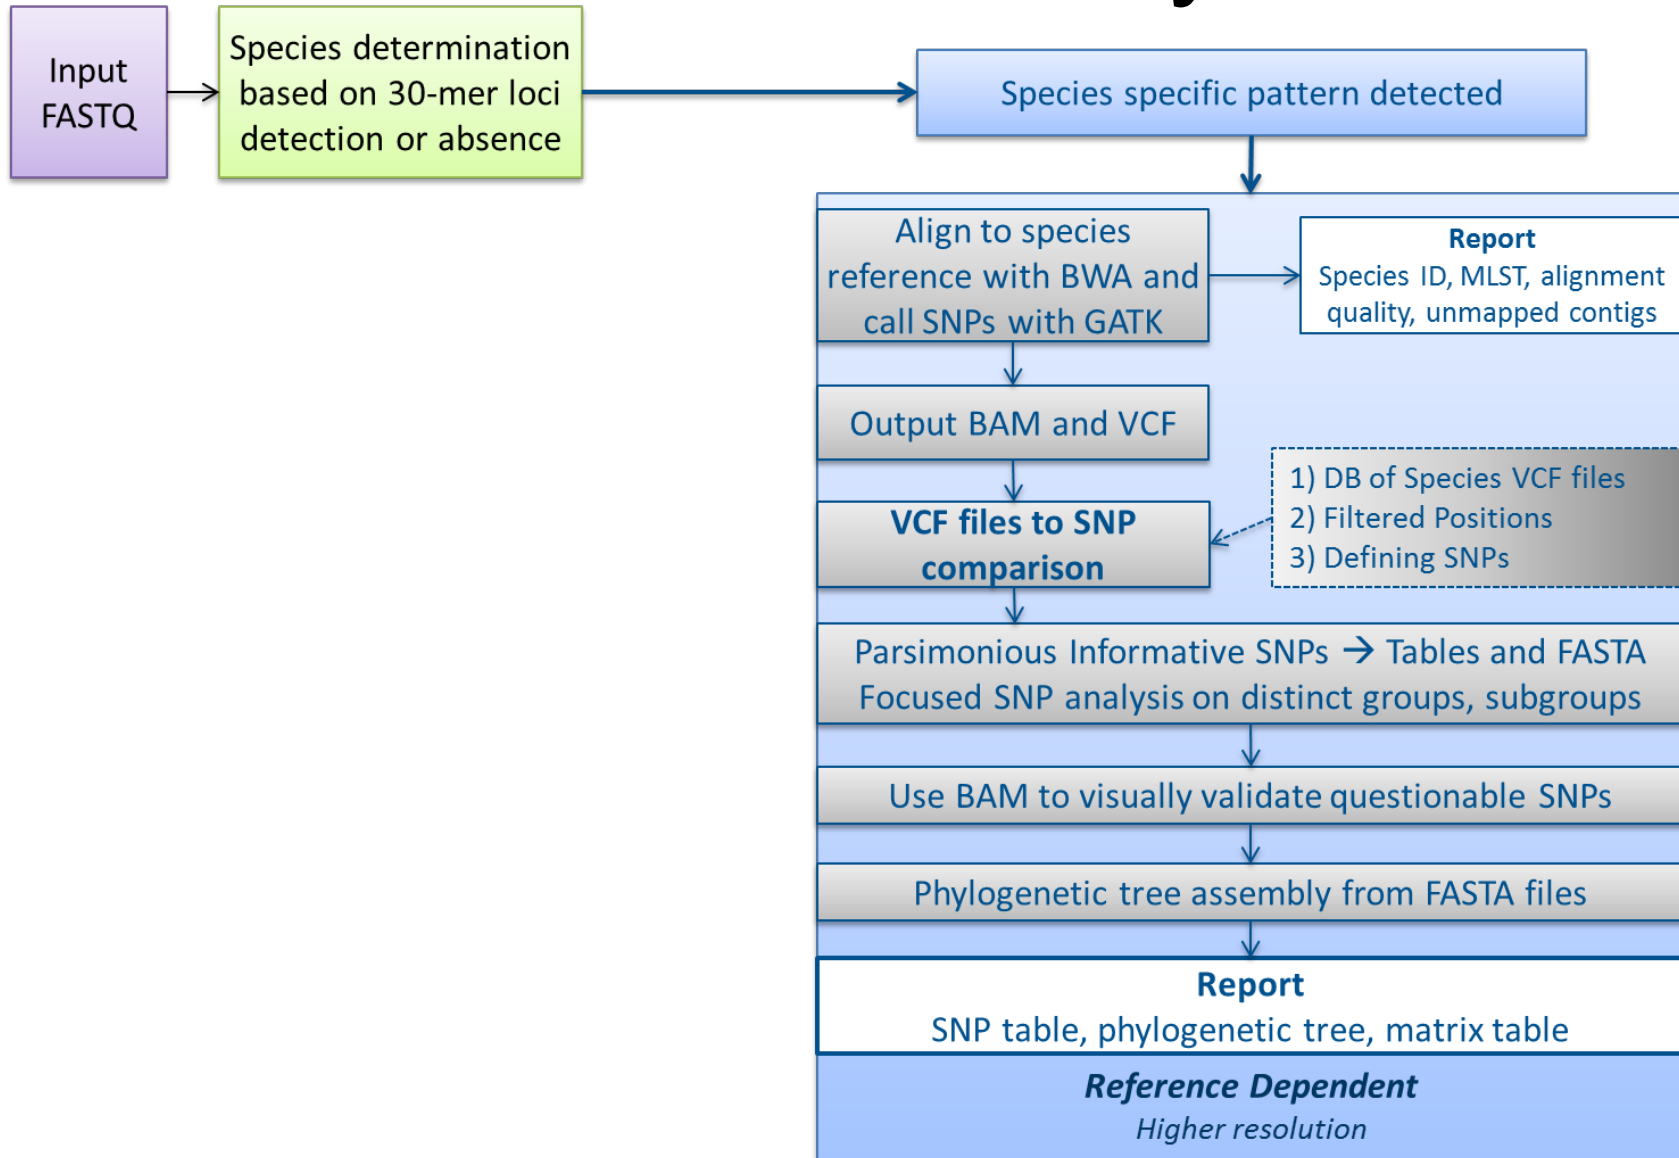 Input
FASTQ
Species determination
based on 30-mer loci
detection or absence
Species specific pattern detected
Align to species
reference with BWA and
call SNPs with GATK
Report
Species ID, MLST, alignment
quality, unmapped contigs
Output BAM and VCF
1) DB of Species VCF files
2) Filtered Positions
3) Defining SNPs
VCF files to SNP
comparison
Parsimonious Informative SNPs → Tables and FASTA
Focused SNP analysis on distinct groups, subgroups
Use BAM to visually validate questionable SNPs
Phylogenetic tree assembly from FASTA files
Report
SNP table, phylogenetic tree, matrix table
Reference Dependent
Higher resolution